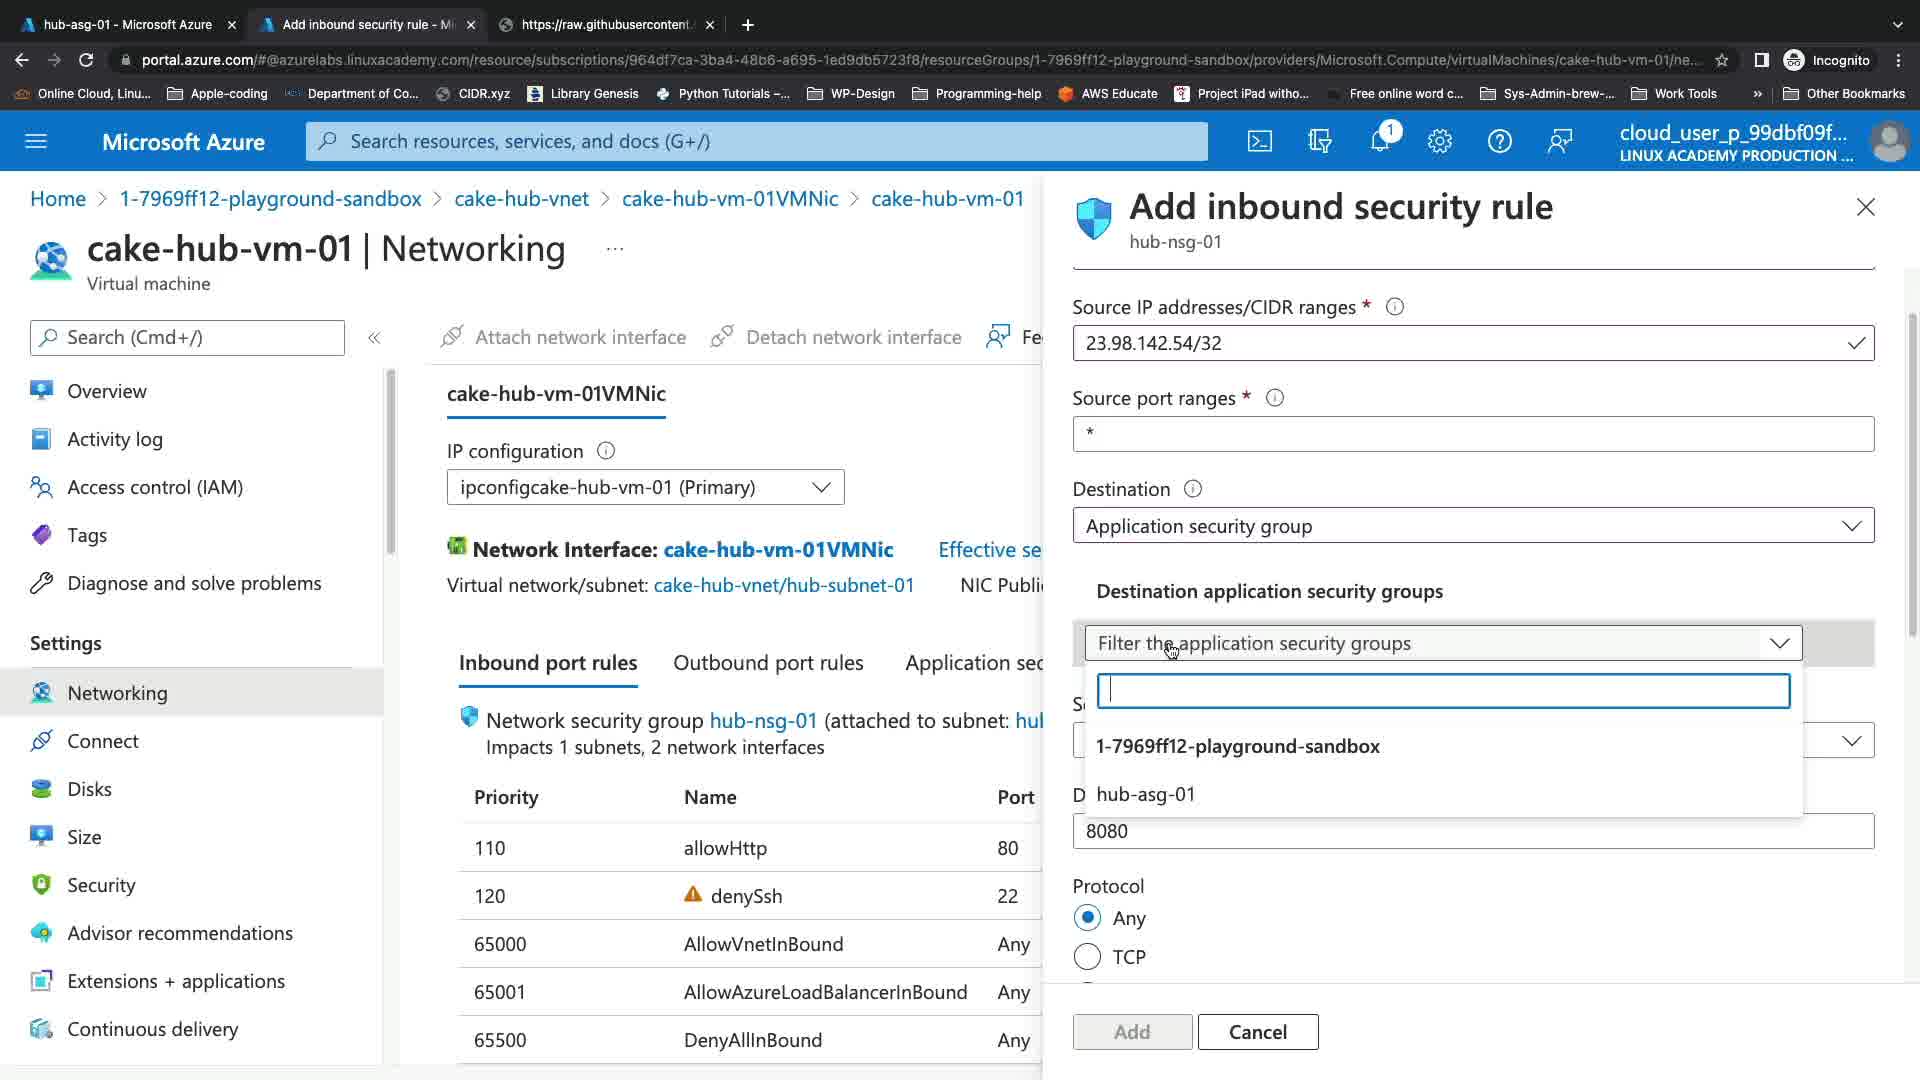 hub-asg-01 - Microsoft Azure
Add inbound security rule - Mi
https://raw.githubusercontent.
portal.azure.com/#@azurelabs.linuxacademy.com/resource/subscriptions/964df7ca-3ba4-48b6-a695-1ed9db5723f8/resourceGroups/1-7969ff12-playground-sandbox/providers/Microsoft.Compute/virtualMachines/cake-hub-vm-01/ne...
Incognito
Online Cloud, Linu...
Apple-coding
Department of Co...
CIDR.xyz
Library Genesis
Python Tutorials –...
WP-Design
Programming-help
AWS Educate
Project iPad witho...
Free online word c...
Sys-Admin-brew-...
Work Tools
»
Other Bookmarks
Microsoft Azure
Search resources, services, and docs (G+/)
1
cloud_user_p_99dbf09f...
LINUX ACADEMY PRODUCTION ...
Home > 1-7969ff12-playground-sandbox > cake-hub-vnet > cake-hub-vm-01VMNic > cake-hub-vm-01
cake-hub-vm-01 | Networking ...
Virtual machine
Search (Cmd+/)
«
Overview
Activity log
Access control (IAM)
Tags
Diagnose and solve problems
Settings
Networking
Connect
Disks
Size
Security
Advisor recommendations
Extensions + applications
Continuous delivery
Attach network interface
Detach network interface
Fe
cake-hub-vm-01VMNic
IP configuration
ipconfigcake-hub-vm-01 (Primary)
Network Interface: cake-hub-vm-01VMNic
Effective se
Virtual network/subnet: cake-hub-vnet/hub-subnet-01
NIC Publi
Inbound port rules
Outbound port rules
Application sec
Network security group hub-nsg-01 (attached to subnet: hu
Impacts 1 subnets, 2 network interfaces
Priority Name Port
110 allowHttp 80
120 denySsh 22
65000 AllowVnetInBound Any
65001 AllowAzureLoadBalancerInBound Any
65500 DenyAllInBound Any
Add inbound security rule
hub-nsg-01
Source IP addresses/CIDR ranges *
23.98.142.54/32
Source port ranges *
*
Destination
Application security group
Destination application security groups
Filter the application security groups
S
1-7969ff12-playground-sandbox
D
hub-asg-01
8080
Protocol
Any
TCP
Add
Cancel